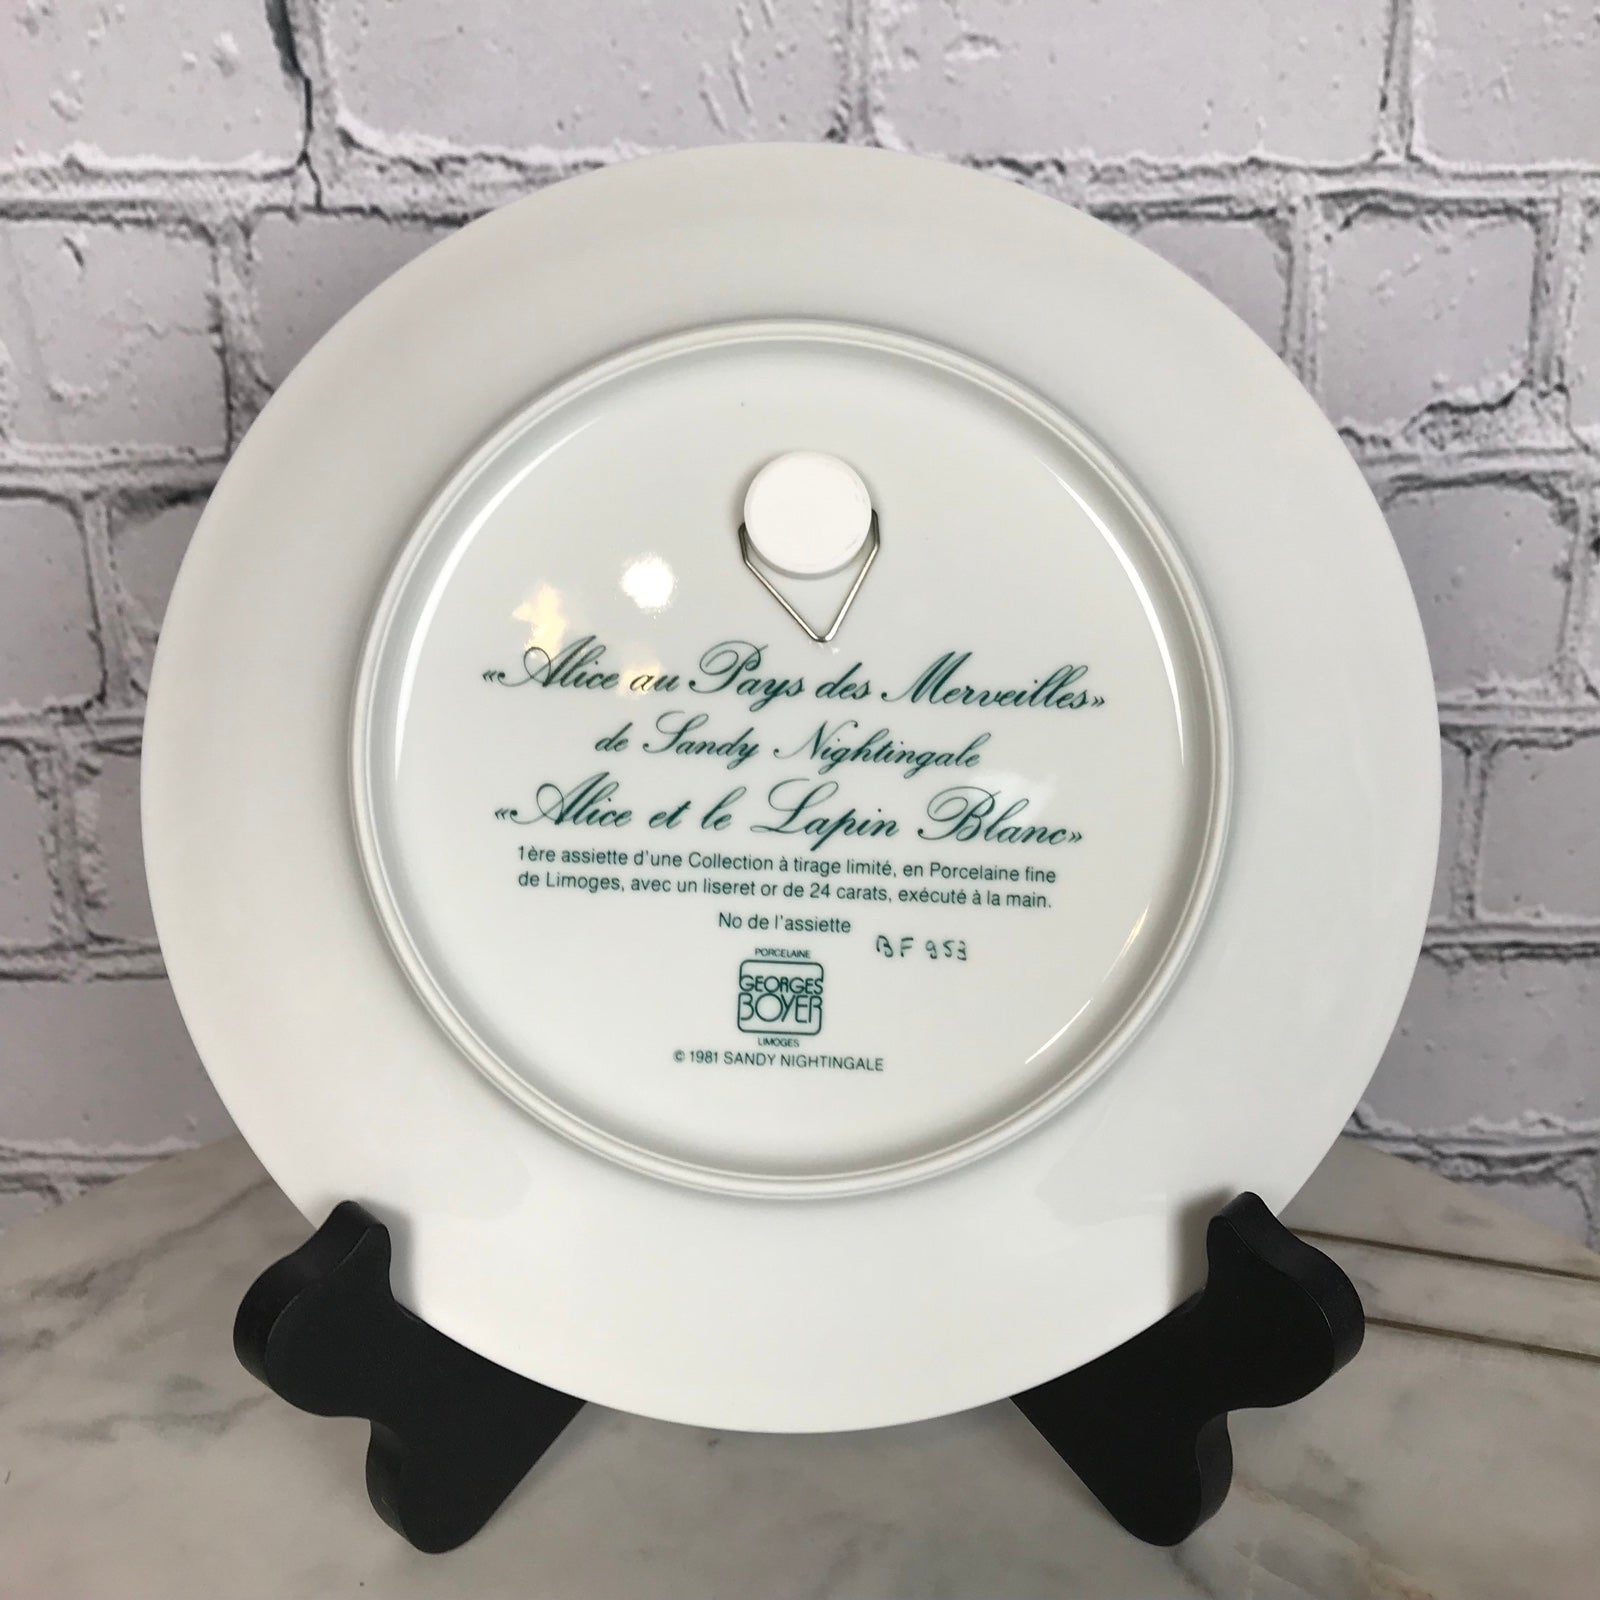 «Alice au Pays des Merveilles»
de Sandy Nightingale
«Alice et le Lapin Blanc»
1ère assiette d'une Collection à tirage limité, en Porcelaine fine
de Limoges, avec un liseret or de 24 carats, exécuté à la main.
No de l'assiette
BF 953
PORCELAINE
GEORGES
BOYER
LIMOGES
© 1981 SANDY NIGHTINGALE